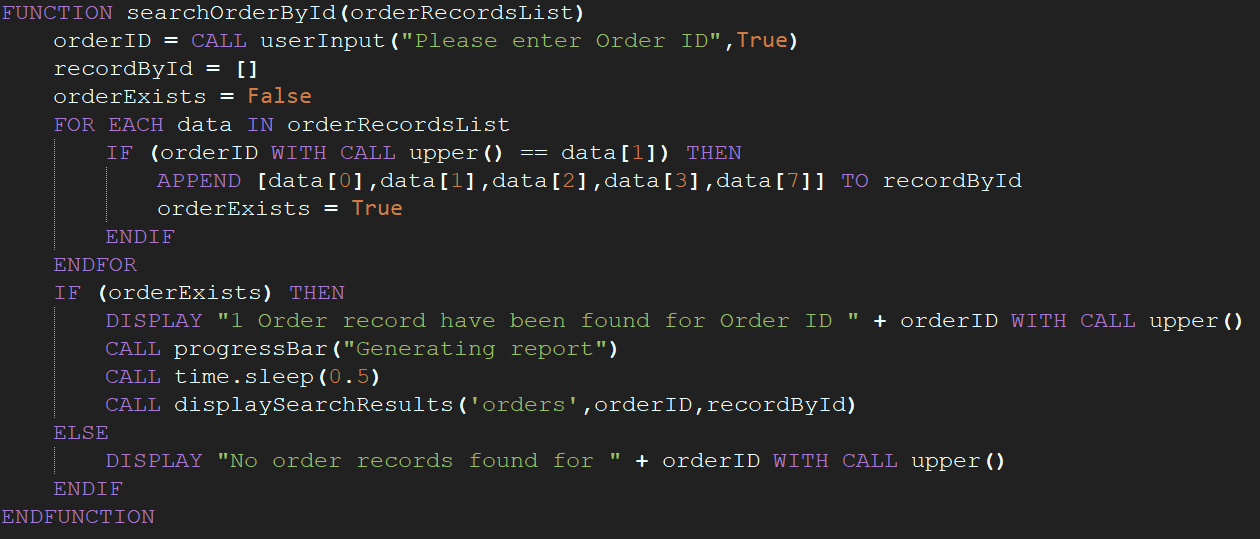 FUNCTION searchOrderById(orderRecordsList)
    orderID = CALL userInput("Please enter Order ID",True)
    recordById = []
    orderExists = False
    FOR EACH data IN orderRecordsList
        IF (orderID WITH CALL upper() == data[1]) THEN
            APPEND [data[0],data[1],data[2],data[3],data[7]] TO recordById
            orderExists = True
        ENDIF
    ENDFOR
    IF (orderExists) THEN
        DISPLAY "1 Order record have been found for Order ID " + orderID WITH CALL upper()
        CALL progressBar("Generating report")
        CALL time.sleep(0.5)
        CALL displaySearchResults('orders',orderID,recordById)
    ELSE
        DISPLAY "No order records found for " + orderID WITH CALL upper()
    ENDIF
ENDFUNCTION